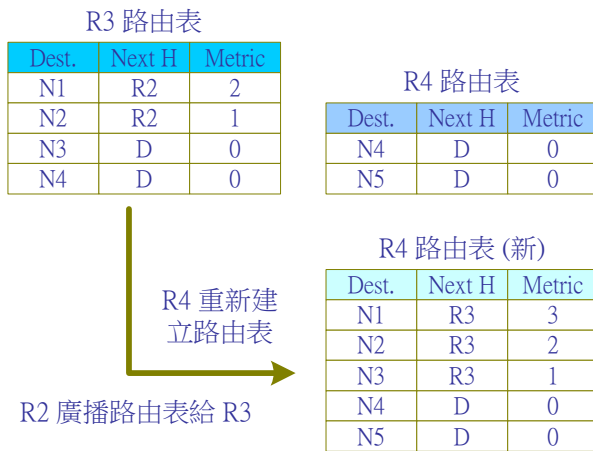 R3 路由表
Dest. Next H Metric
N1 R2 2
N2 R2 1
N3 D 0
N4 D 0
R4 路由表
Dest. Next H Metric
N4 D 0
N5 D 0
R4 重新建
立路由表
R2 廣播路由表給 R3
R4 路由表 (新)
Dest. Next H Metric
N1 R3 3
N2 R3 2
N3 R3 1
N4 D 0
N5 D 0